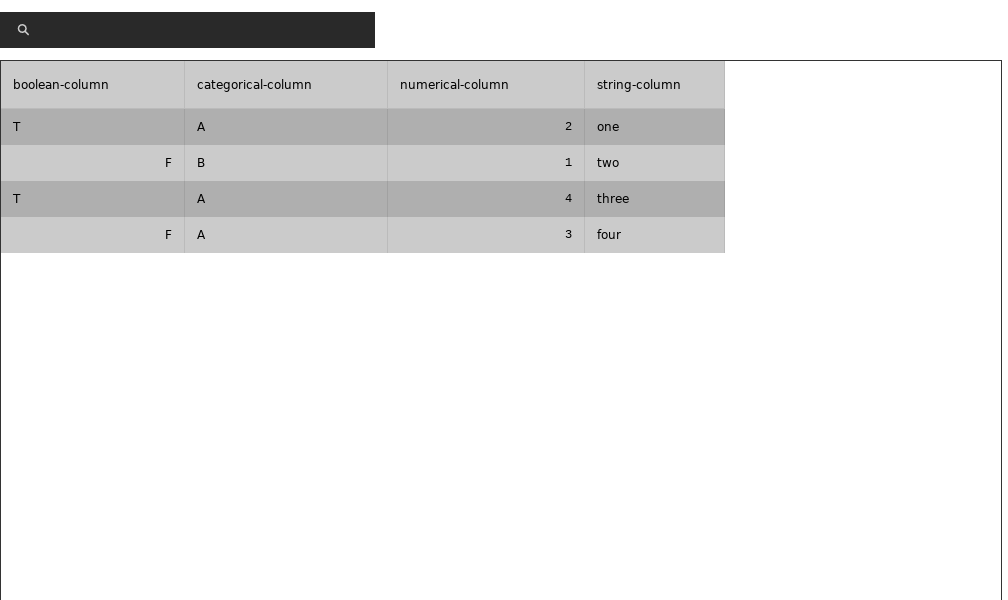 boolean-column categorical-column numerical-column string-column
T A 2 one
F B 1 two
T A 4 three
F A 3 four